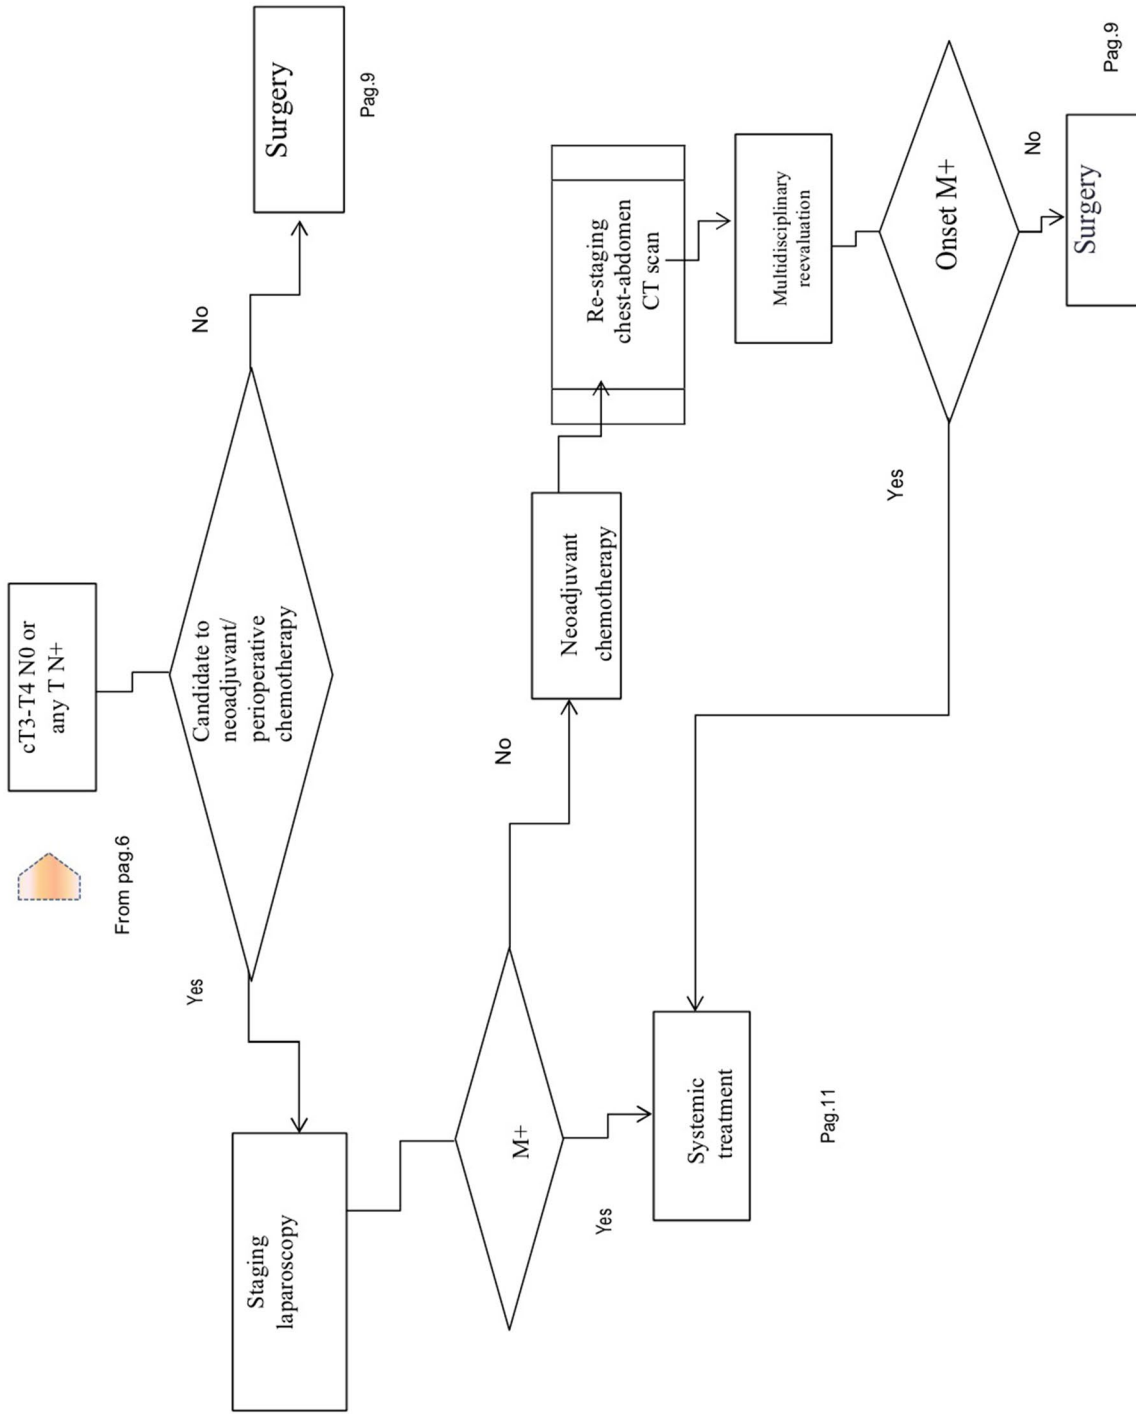 From pag.6
cT3-T4 N0 or
any T N+
Candidate to
neoadjuvant/
perioperative
chemotherapy
Yes
No
Surgery
Pag.9
Staging
laparoscopy
M+
No
Yes
Neoadjuvant
chemotherapy
Re-staging
chest-abdomen
CT scan
Multidisciplinary
reevaluation
Systemic
treatment
Pag.11
Yes
Onset M+
No
Surgery
Pag.9